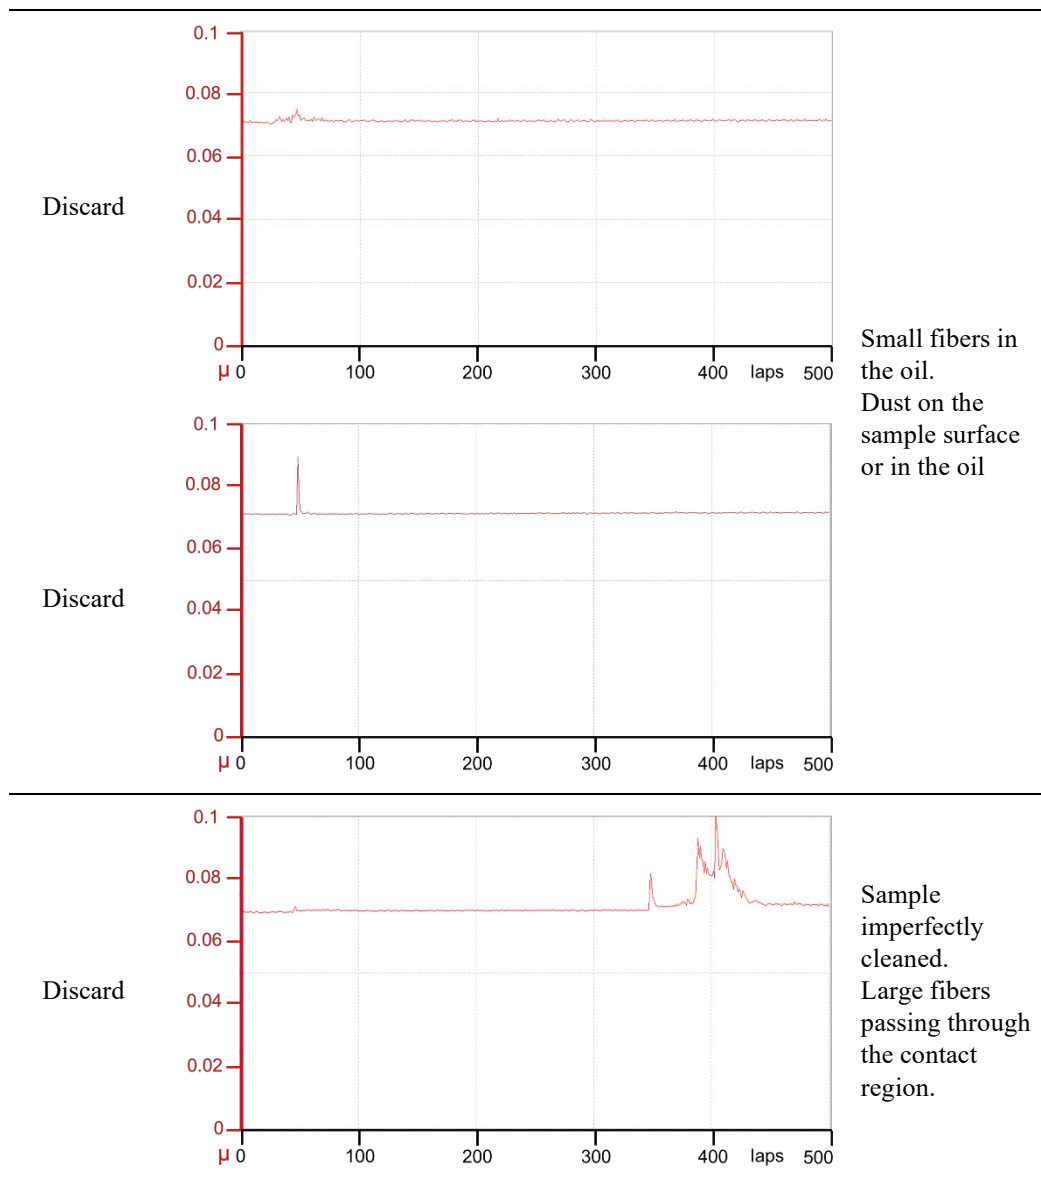 0.1
0.08
0.06
Discard
0.04
0.02
0
μ 0 100 200 300 400 laps 500
Small fibers in
the oil.
Dust on the
sample surface
or in the oil
0.1
0.08
0.06
Discard
0.04
0.02
0
μ 0 100 200 300 400 laps 500
0.1
0.08
0.06
Discard
0.04
0.02
0
μ 0 100 200 300 400 laps 500
Sample
imperfectly
cleaned.
Large fibers
passing through
the contact
region.